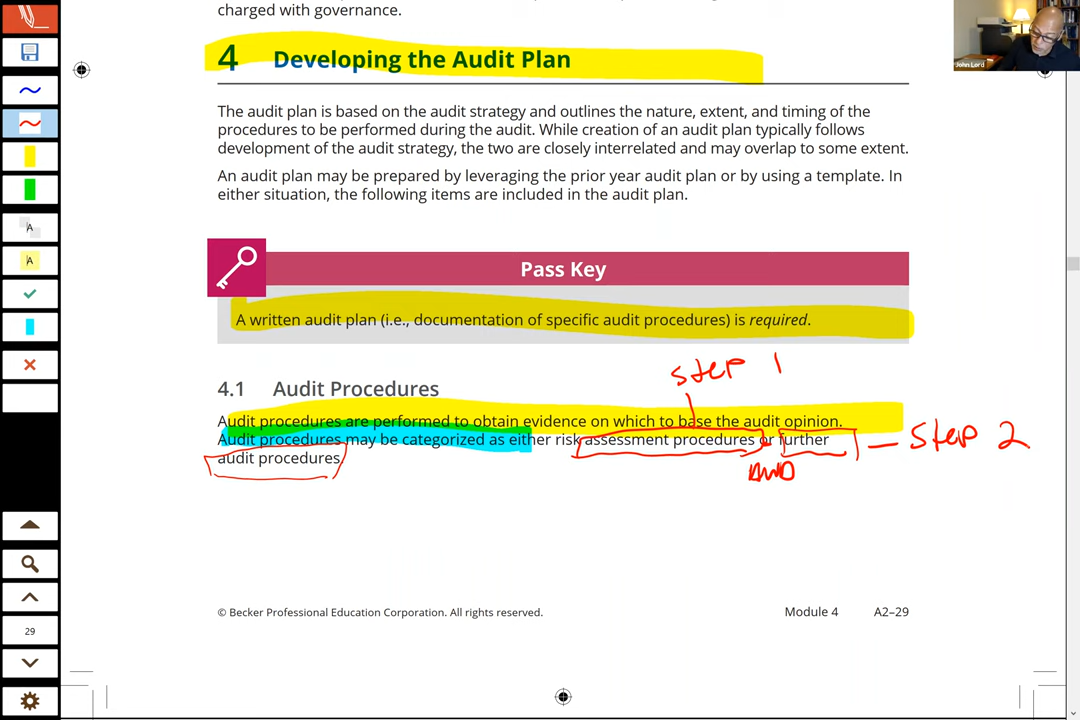 charged with governance.
John Lord
4 Developing the Audit Plan
The audit plan is based on the audit strategy and outlines the nature, extent, and timing of the
procedures to be performed during the audit. While creation of an audit plan typically follows
development of the audit strategy, the two are closely interrelated and may overlap to some extent.
An audit plan may be prepared by leveraging the prior year audit plan or by using a template. In
either situation, the following items are included in the audit plan.
Pass Key
A written audit plan (i.e., documentation of specific audit procedures) is required.
step 1
4.1 Audit Procedures
Audit procedures are performed to obtain evidence on which to base the audit opinion.
Audit procedures may be categorized as either risk assessment procedures or further
audit procedures.
— Step 2
AND
© Becker Professional Education Corporation. All rights reserved.
Module 4 A2–29
A
A
29